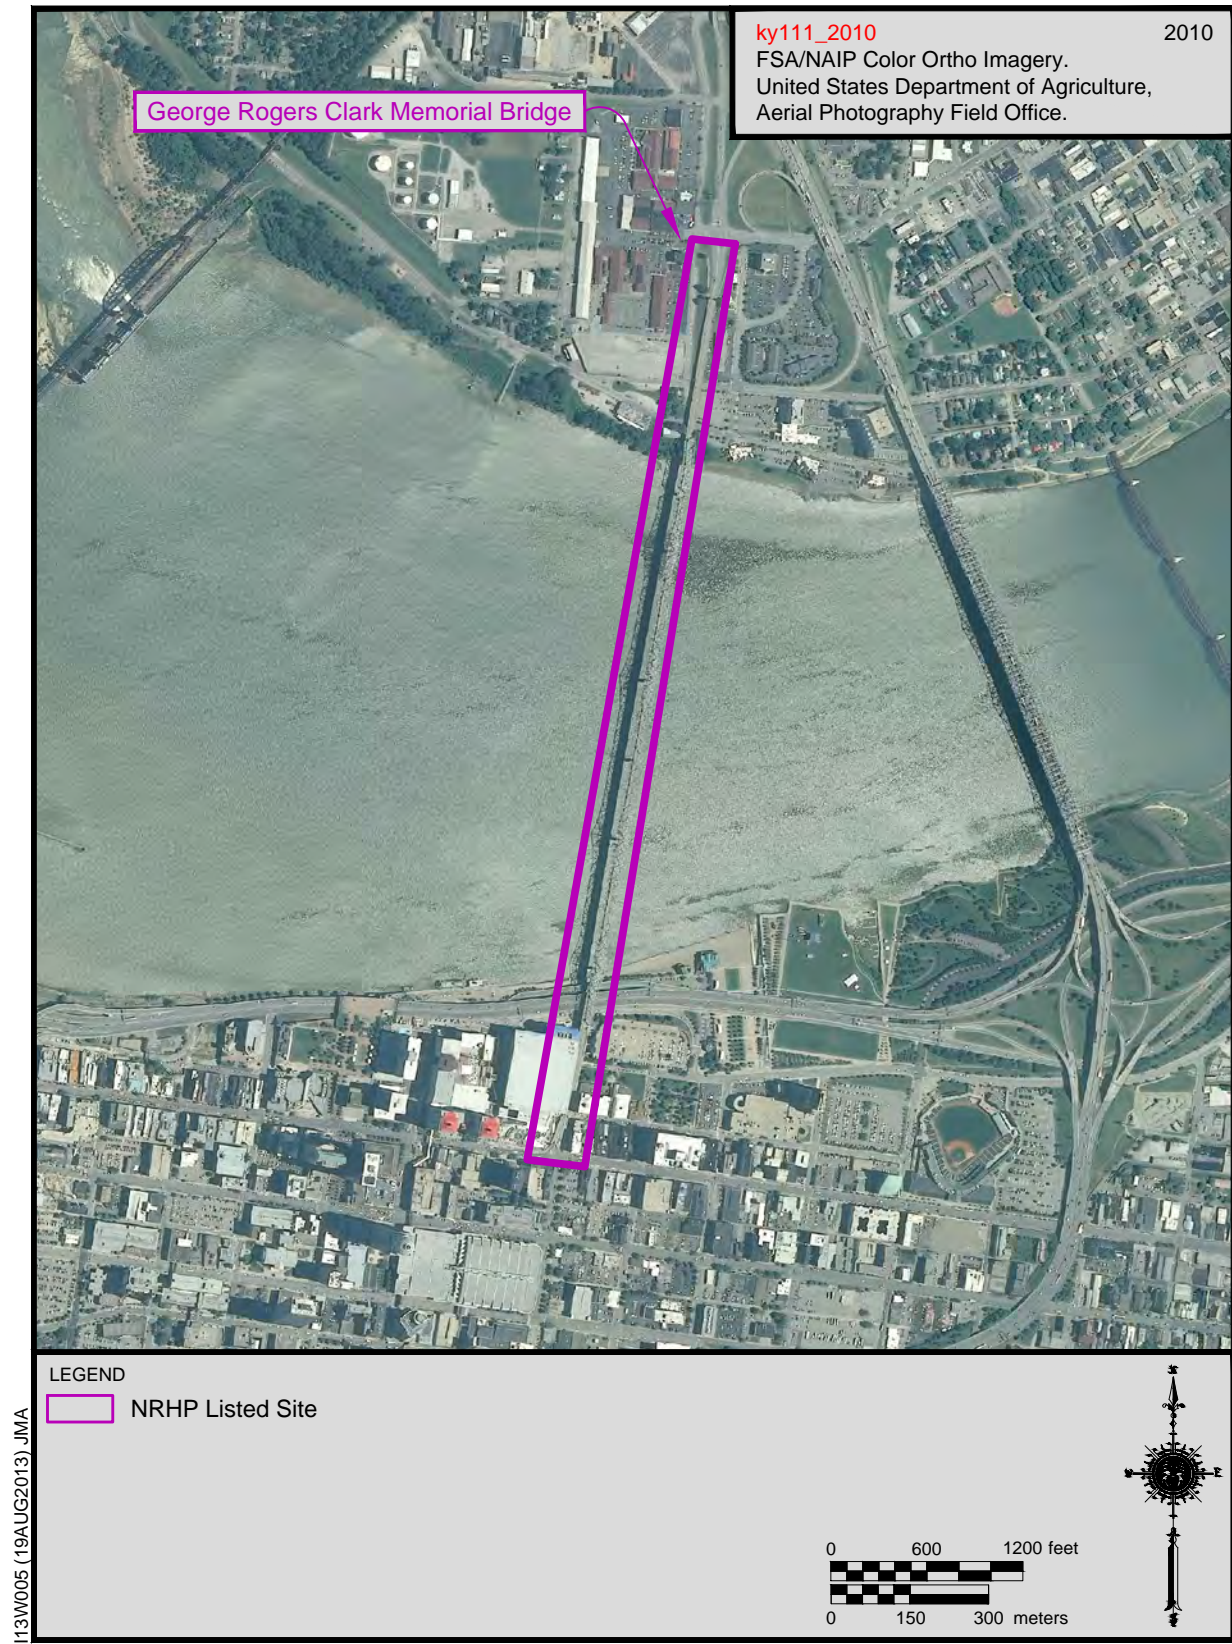 ky111_2010 2010
FSA/NAIP Color Ortho Imagery.
United States Department of Agriculture,
Aerial Photography Field Office.
George Rogers Clark Memorial Bridge
LEGEND
NRHP Listed Site
0 600 1200 feet
0 150 300 meters
I13W005 (19AUG2013) JMA